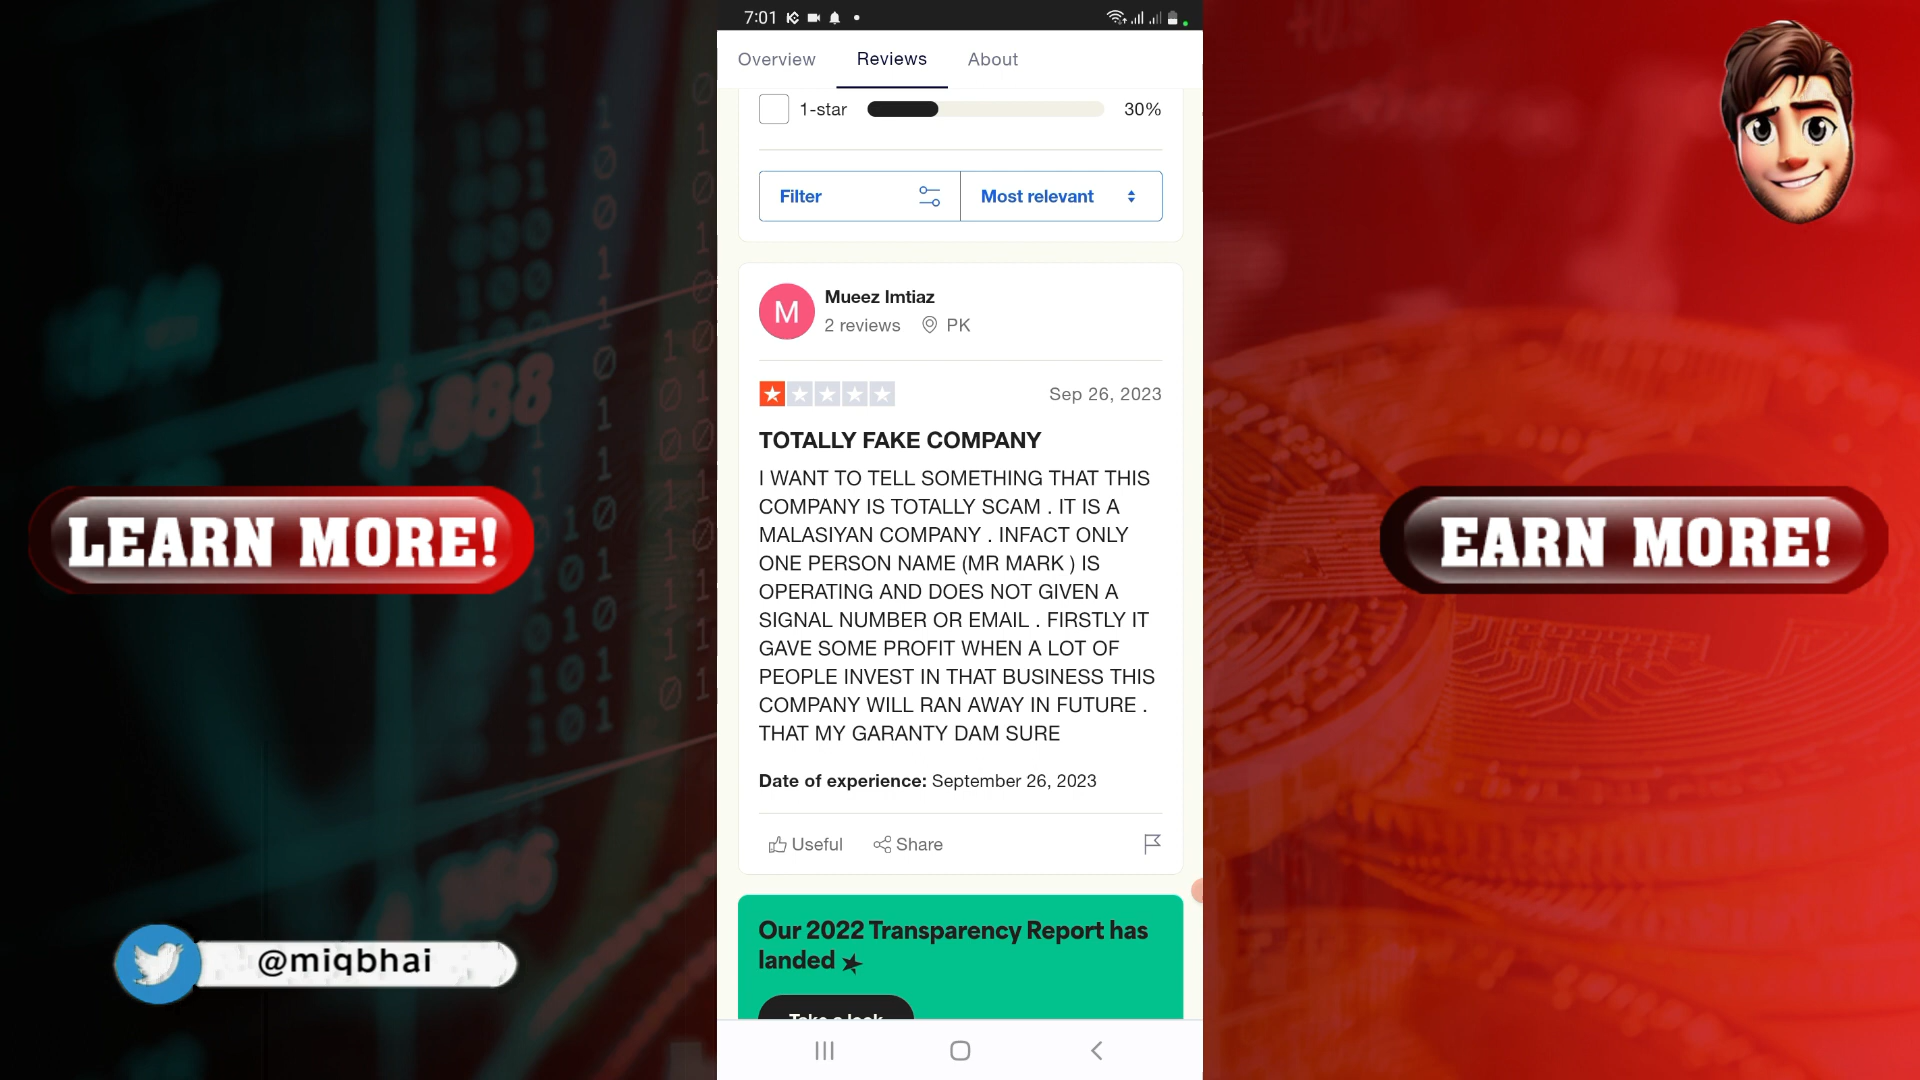 7:01
Overview Reviews About
1-star 30%
Filter Most relevant
M
Mueez Imtiaz
2 reviews PK
Sep 26, 2023
TOTALLY FAKE COMPANY
I WANT TO TELL SOMETHING THAT THIS
COMPANY IS TOTALLY SCAM . IT IS A
MALASIYAN COMPANY . INFACT ONLY
ONE PERSON NAME (MR MARK ) IS
OPERATING AND DOES NOT GIVEN A
SIGNAL NUMBER OR EMAIL . FIRSTLY IT
GAVE SOME PROFIT WHEN A LOT OF
PEOPLE INVEST IN THAT BUSINESS THIS
COMPANY WILL RAN AWAY IN FUTURE .
THAT MY GARANTY DAM SURE
Date of experience: September 26, 2023
Useful Share
Our 2022 Transparency Report has
landed
Take a look
LEARN MORE!
EARN MORE!
@miqbhai